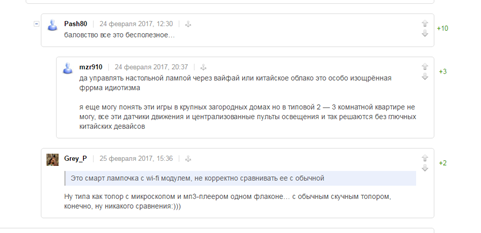 Pash80 24 февраля 2017, 12:30
+10
баловство все это бесполезное...
mzr910 24 февраля 2017, 20:37
+3
да управлять настольной лампой через вайфай или китайское облако это особо изощрённая
фррма идиотизма
я еще могу понять эти игры в крупных загородных домах но в типовой 2 — 3 комнатной квартире не
могу, все эти датчики движения и централизованные пульты освещения и так решаются без глючных
китайских девайсов
Grey_P 25 февраля 2017, 15:36
+2
Это смарт лампочка с wi-fi модулем, не корректно сравнивать ее с обычной
Ну типа как топор с микроскопом и мп3-плеером одном флаконе... с обычным скучным топором,
конечно, ну никакого сравнения:)))